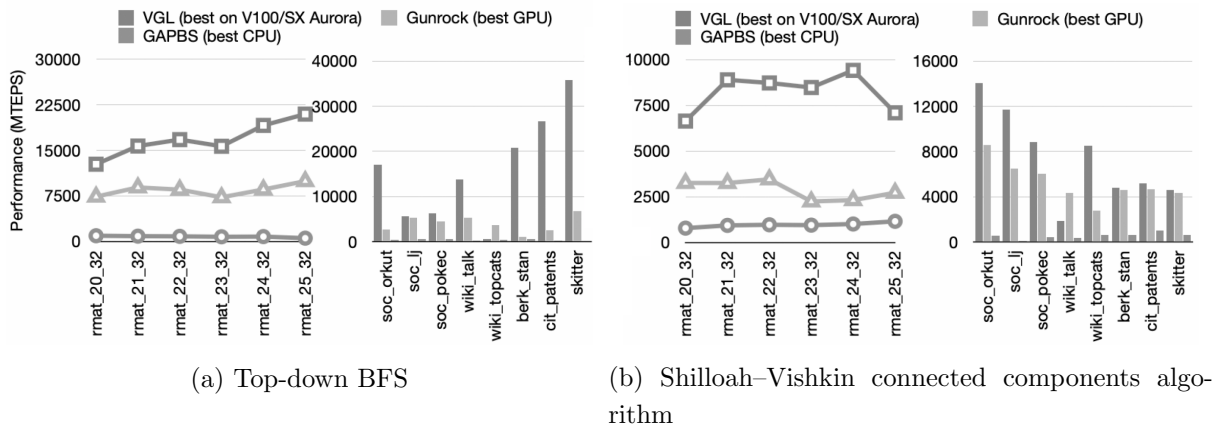 VGL (best on V100/SX Aurora)
GAPBS (best CPU)
Gunrock (best GPU)
Performance (MTEPS)
30000
22500
15000
7500
0
rmat_20_32
rmat_21_32
rmat_22_32
rmat_23_32
rmat_24_32
rmat_25_32
40000
30000
20000
10000
0
soc_orkut
soc_lj
soc_pokec
wiki_talk
wiki_topcats
berk_stan
cit_patents
skitter
(a) Top-down BFS
VGL (best on V100/SX Aurora)
GAPBS (best CPU)
Gunrock (best GPU)
10000
7500
5000
2500
0
rmat_20_32
rmat_21_32
rmat_22_32
rmat_23_32
rmat_24_32
rmat_25_32
16000
12000
8000
4000
0
soc_orkut
soc_lj
soc_pokec
wiki_talk
wiki_topcats
berk_stan
cit_patents
skitter
(b) Shilloah–Vishkin connected components algo-
rithm